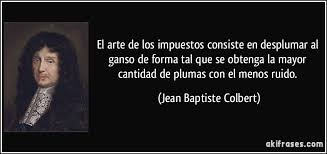 El arte de los impuestos consiste en desplumar al
ganso de forma tal que se obtenga la mayor
cantidad de plumas con el menos ruido.
(Jean Baptiste Colbert)
akifrases.com